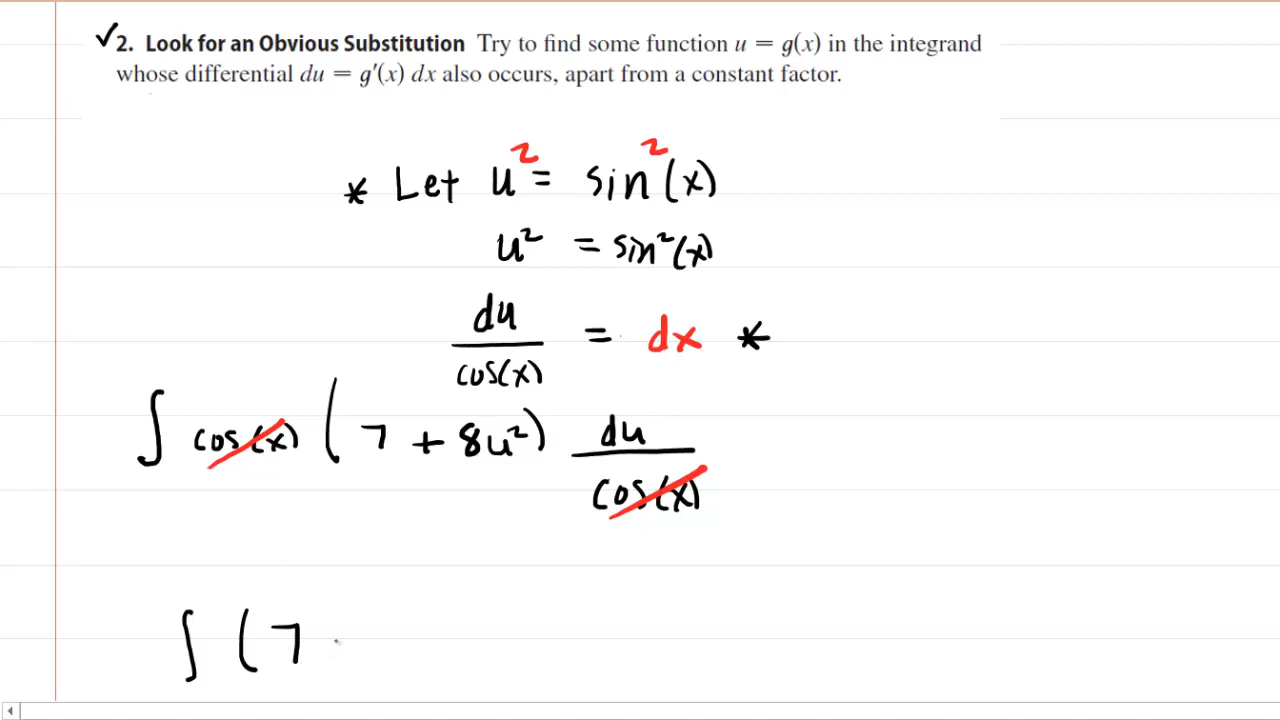 ✓2. Look for an Obvious Substitution Try to find some function u = g(x) in the integrand
whose differential du = g′(x) dx also occurs, apart from a constant factor.
* Let u² = sin²(x)
u² = sin²(x)
du/cos(x) = dx *
∫ cos(x) (7 + 8u²) du/cos(x)
∫ (7